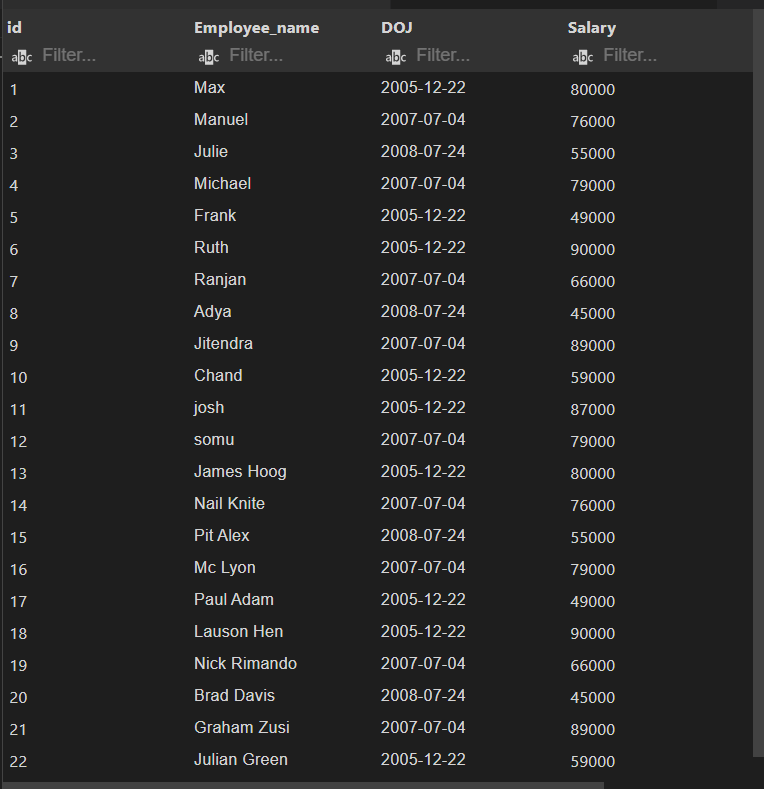 id Employee_name DOJ Salary
abc Filter... abc Filter... abc Filter... abc Filter...
1 Max 2005-12-22 80000
2 Manuel 2007-07-04 76000
3 Julie 2008-07-24 55000
4 Michael 2007-07-04 79000
5 Frank 2005-12-22 49000
6 Ruth 2005-12-22 90000
7 Ranjan 2007-07-04 66000
8 Adya 2008-07-24 45000
9 Jitendra 2007-07-04 89000
10 Chand 2005-12-22 59000
11 josh 2005-12-22 87000
12 somu 2007-07-04 79000
13 James Hoog 2005-12-22 80000
14 Nail Knite 2007-07-04 76000
15 Pit Alex 2008-07-24 55000
16 Mc Lyon 2007-07-04 79000
17 Paul Adam 2005-12-22 49000
18 Lauson Hen 2005-12-22 90000
19 Nick Rimando 2007-07-04 66000
20 Brad Davis 2008-07-24 45000
21 Graham Zusi 2007-07-04 89000
22 Julian Green 2005-12-22 59000